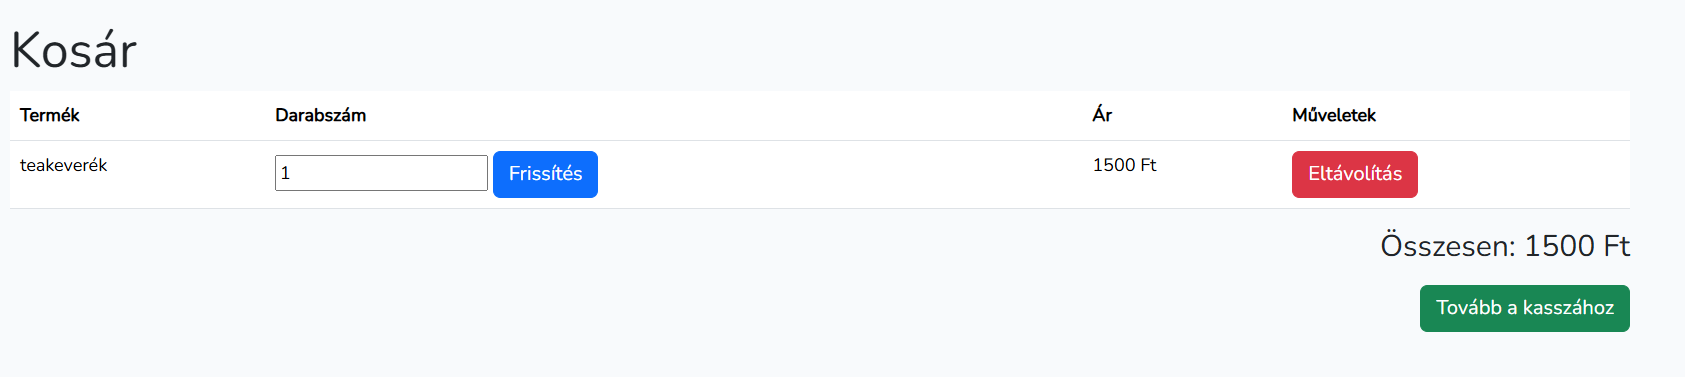 Kosár
Termék Darabszám Ár Műveletek
teakeverék 1 Frissítés 1500 Ft Eltávolítás
Összesen: 1500 Ft
Tovább a kasszához